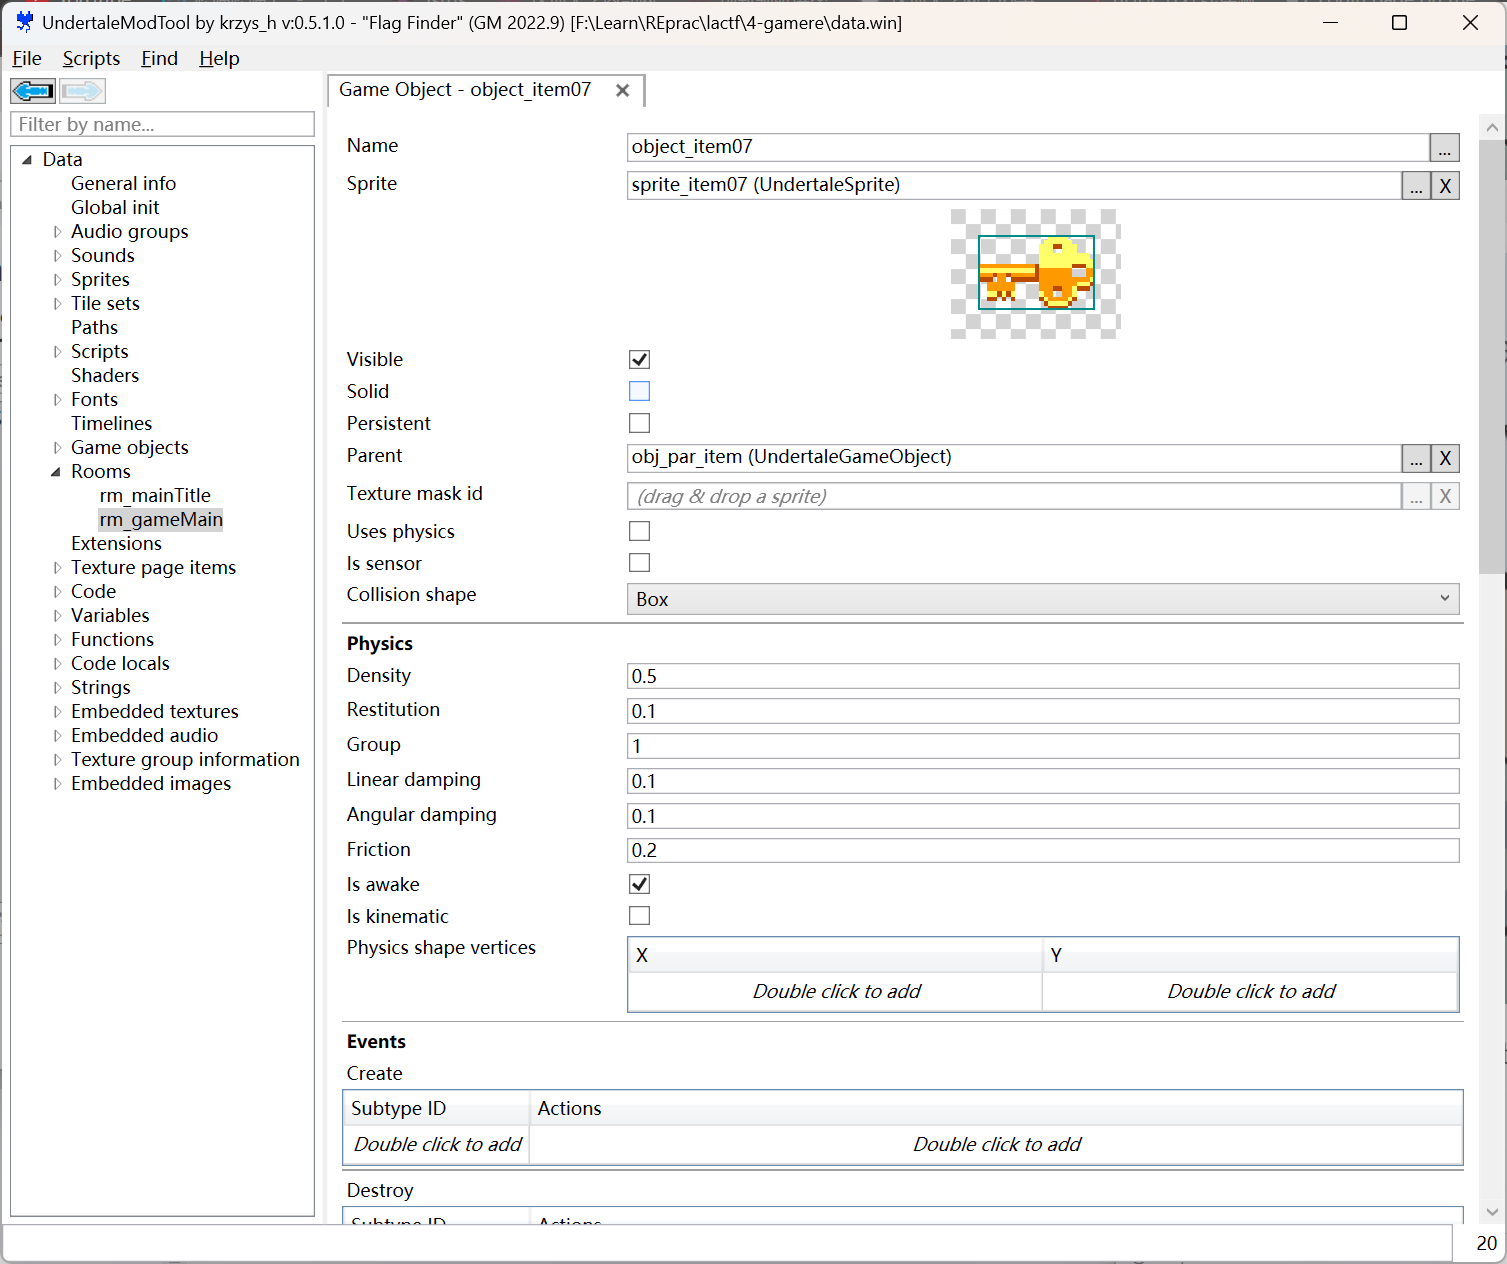 UndertaleModTool by krzys_h v:0.5.1.0 - "Flag Finder" (GM 2022.9) [F:\Learn\REprac\lactf\4-gamere\data.win]
File Scripts Find Help
Filter by name...
Data
General info
Global init
Audio groups
Sounds
Sprites
Tile sets
Paths
Scripts
Shaders
Fonts
Timelines
Game objects
Rooms
rm_mainTitle
rm_gameMain
Extensions
Texture page items
Code
Variables
Functions
Code locals
Strings
Embedded textures
Embedded audio
Texture group information
Embedded images
Game Object - object_item07
Name object_item07 ...
Sprite sprite_item07 (UndertaleSprite) ... X
Visible
Solid
Persistent
Parent obj_par_item (UndertaleGameObject) ... X
Texture mask id (drag & drop a sprite) ... X
Uses physics
Is sensor
Collision shape Box
Physics
Density 0.5
Restitution 0.1
Group 1
Linear damping 0.1
Angular damping 0.1
Friction 0.2
Is awake
Is kinematic
Physics shape vertices X Y
Double click to add Double click to add
Events
Create
Subtype ID Actions
Double click to add Double click to add
Destroy
Subtype ID Actions
20